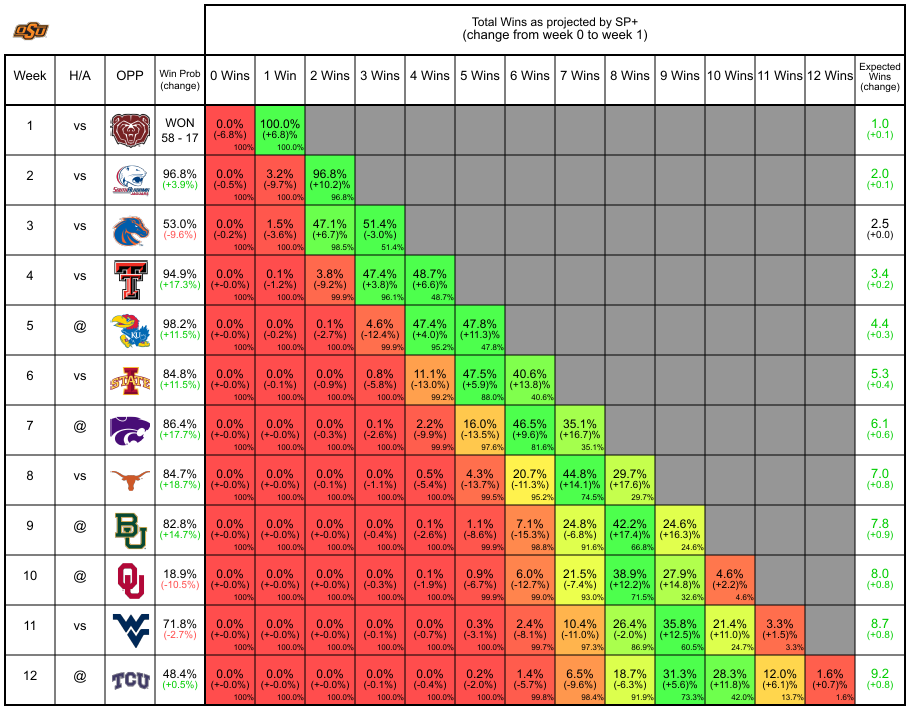 OSU
Total Wins as projected by SP+
(change from week 0 to week 1)
Week H/A OPP Win Prob (change) 0 Wins 1 Win 2 Wins 3 Wins 4 Wins 5 Wins 6 Wins 7 Wins 8 Wins 9 Wins 10 Wins 11 Wins 12 Wins Expected Wins (change)
1 vs WON 0.0% 100.0% 1.0
58 - 17 (-6.8%) (+6.8)% (+0.1)
100% 100.0%
2 vs SOUTH ALABAMA JAGUARS 96.8% 0.0% 3.2% 96.8% 2.0
(+3.9%) (-0.5%) (-9.7%) (+10.2)% (+0.1)
100% 100.0% 96.8%
3 vs 53.0% 0.0% 1.5% 47.1% 51.4% 2.5
(-9.6%) (-0.2%) (-3.6%) (+6.7)% (-3.0%) (+0.0)
100% 100.0% 98.5% 51.4%
4 vs T 94.9% 0.0% 0.1% 3.8% 47.4% 48.7% 3.4
(+17.3%) (+-0.0%) (-1.2%) (-9.2%) (+3.8)% (+6.6)% (+0.2)
100% 100.0% 99.9% 96.1% 48.7%
5 @ KU 98.2% 0.0% 0.0% 0.1% 4.6% 47.4% 47.8% 4.4
(+11.5%) (+-0.0%) (-0.2%) (-2.7%) (-12.4%) (+4.0)% (+11.3)% (+0.3)
100% 100.0% 100.0% 99.9% 95.2% 47.8%
6 vs I STATE 84.8% 0.0% 0.0% 0.0% 0.8% 11.1% 47.5% 40.6% 5.3
(+11.5%) (+-0.0%) (-0.1%) (-0.9%) (-5.8%) (-13.0%) (+5.9)% (+13.8)% (+0.4)
100% 100.0% 100.0% 100.0% 99.2% 88.0% 40.6%
7 @ 86.4% 0.0% 0.0% 0.0% 0.1% 2.2% 16.0% 46.5% 35.1% 6.1
(+17.7%) (+-0.0%) (+-0.0%) (-0.3%) (-2.6%) (-9.9%) (-13.5%) (+9.6)% (+16.7)% (+0.6)
100% 100.0% 100.0% 100.0% 99.9% 97.6% 81.6% 35.1%
8 vs 84.7% 0.0% 0.0% 0.0% 0.0% 0.5% 4.3% 20.7% 44.8% 29.7% 7.0
(+18.7%) (+-0.0%) (+-0.0%) (-0.1%) (-1.1%) (-5.4%) (-13.7%) (-11.3%) (+14.1)% (+17.6)% (+0.8)
100% 100.0% 100.0% 100.0% 100.0% 99.5% 95.2% 74.5% 29.7%
9 @ BU 82.8% 0.0% 0.0% 0.0% 0.0% 0.1% 1.1% 7.1% 24.8% 42.2% 24.6% 7.8
(+14.7%) (+-0.0%) (+-0.0%) (+-0.0%) (-0.4%) (-2.6%) (-8.6%) (-15.3%) (-6.8%) (+17.4)% (+16.3)% (+0.9)
100% 100.0% 100.0% 100.0% 100.0% 99.9% 98.8% 91.6% 66.8% 24.6%
10 @ OU 18.9% 0.0% 0.0% 0.0% 0.0% 0.1% 0.9% 6.0% 21.5% 38.9% 27.9% 4.6% 8.0
(-10.5%) (+-0.0%) (+-0.0%) (+-0.0%) (-0.3%) (-1.9%) (-6.7%) (-12.7%) (-7.4%) (+12.2)% (+14.8)% (+2.2)% (+0.8)
100% 100.0% 100.0% 100.0% 100.0% 99.9% 99.0% 93.0% 71.5% 32.6% 4.6%
11 vs WV 71.8% 0.0% 0.0% 0.0% 0.0% 0.0% 0.3% 2.4% 10.4% 26.4% 35.8% 21.4% 3.3% 8.7
(-2.7%) (+-0.0%) (+-0.0%) (+-0.0%) (-0.1%) (-0.7%) (-3.1%) (-8.1%) (-11.0%) (-2.0%) (+12.5)% (+11.0)% (+1.5)% (+0.8)
100% 100.0% 100.0% 100.0% 100.0% 100.0% 99.7% 97.3% 86.9% 60.5% 24.7% 3.3%
12 @ TCU 48.4% 0.0% 0.0% 0.0% 0.0% 0.0% 0.2% 1.4% 6.5% 18.7% 31.3% 28.3% 12.0% 1.6% 9.2
(+0.5%) (+-0.0%) (+-0.0%) (+-0.0%) (-0.1%) (-0.4%) (-2.0%) (-5.7%) (-9.6%) (-6.3%) (+5.6)% (+11.8)% (+6.1)% (+0.7)% (+0.8)
100% 100.0% 100.0% 100.0% 100.0% 100.0% 99.8% 98.4% 91.9% 73.3% 42.0% 13.7% 1.6%